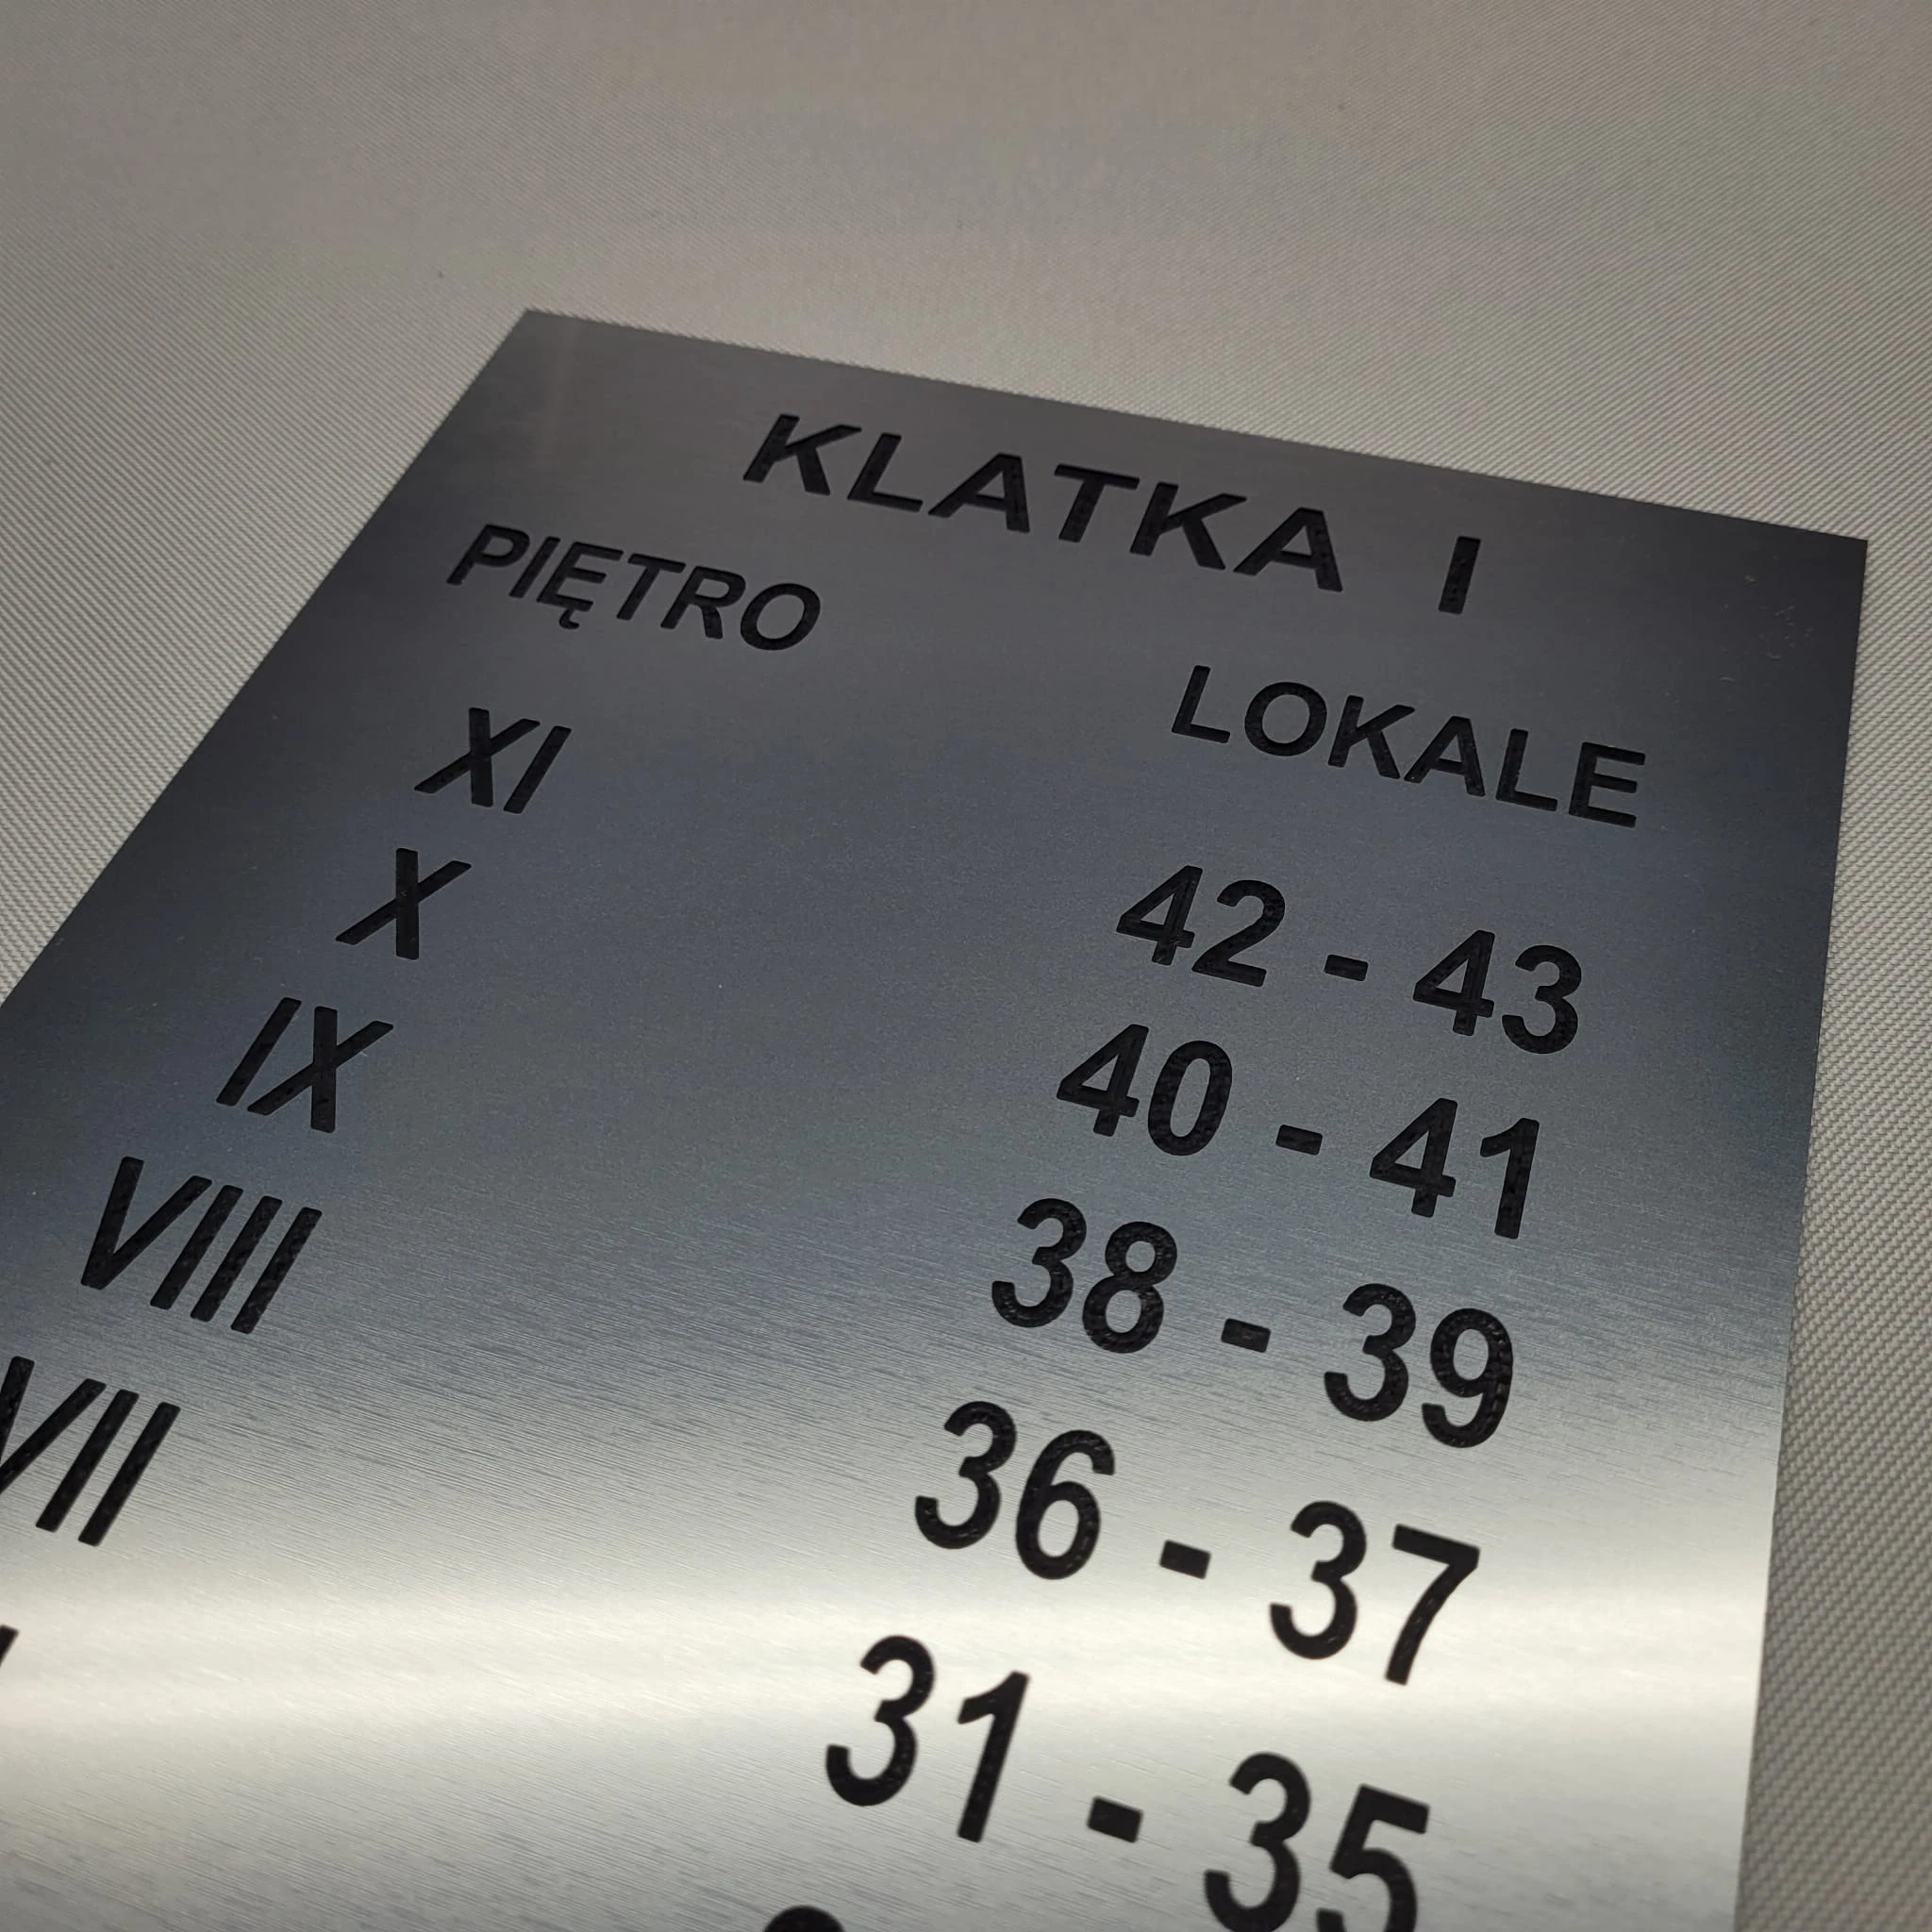 KLATKA I
PIĘTRO LOKALE
XI 42 - 43
X 40 - 41
IX 38 - 39
VIII 36 - 37
VII 31 - 35